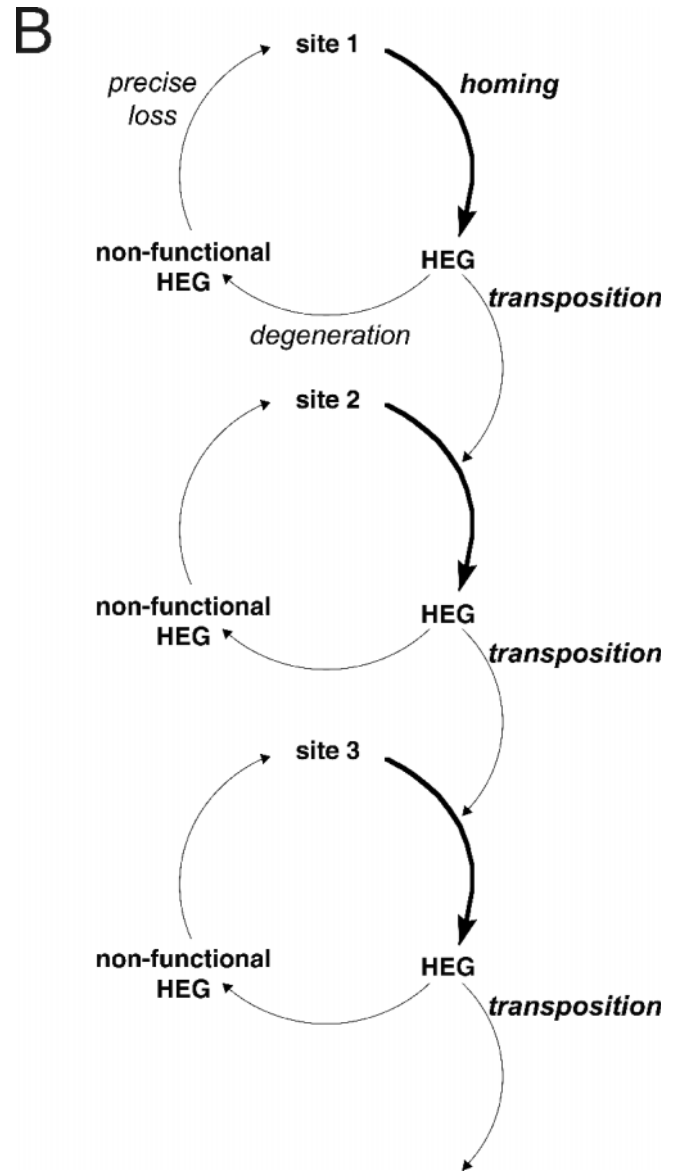 B
site 1
precise
loss
homing
non-functional
HEG
HEG
transposition
degeneration
site 2
non-functional
HEG
HEG
transposition
site 3
non-functional
HEG
HEG
transposition